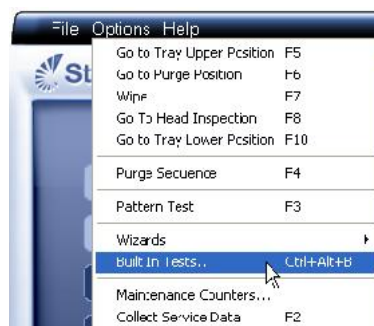 File Options Help
Go to Tray Upper Position F5
St
Go to Purge Position F6
Wipe F7
Go To Head Inspection F8
Go to Tray Lower Position F10
Purge Sequence F4
Pattern Test F3
Wizards
Built In Tests... Ctrl+Alt+B
Maintenance Counters...
Collect Service Data F2